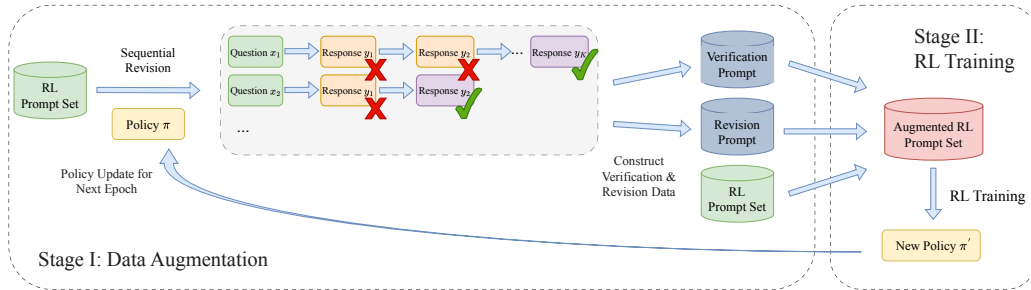 RL
Prompt Set
Sequential
Revision
Policy π
Policy Update for
Next Epoch
Question x₁
Response y₁
Response y₂
...
Response y_K
Question x₂
Response y₁
Response y₂
...
Construct
Verification &
Revision Data
Verification
Prompt
Revision
Prompt
RL
Prompt Set
Stage I: Data Augmentation
Stage II:
RL Training
Augmented RL
Prompt Set
RL Training
New Policy π′